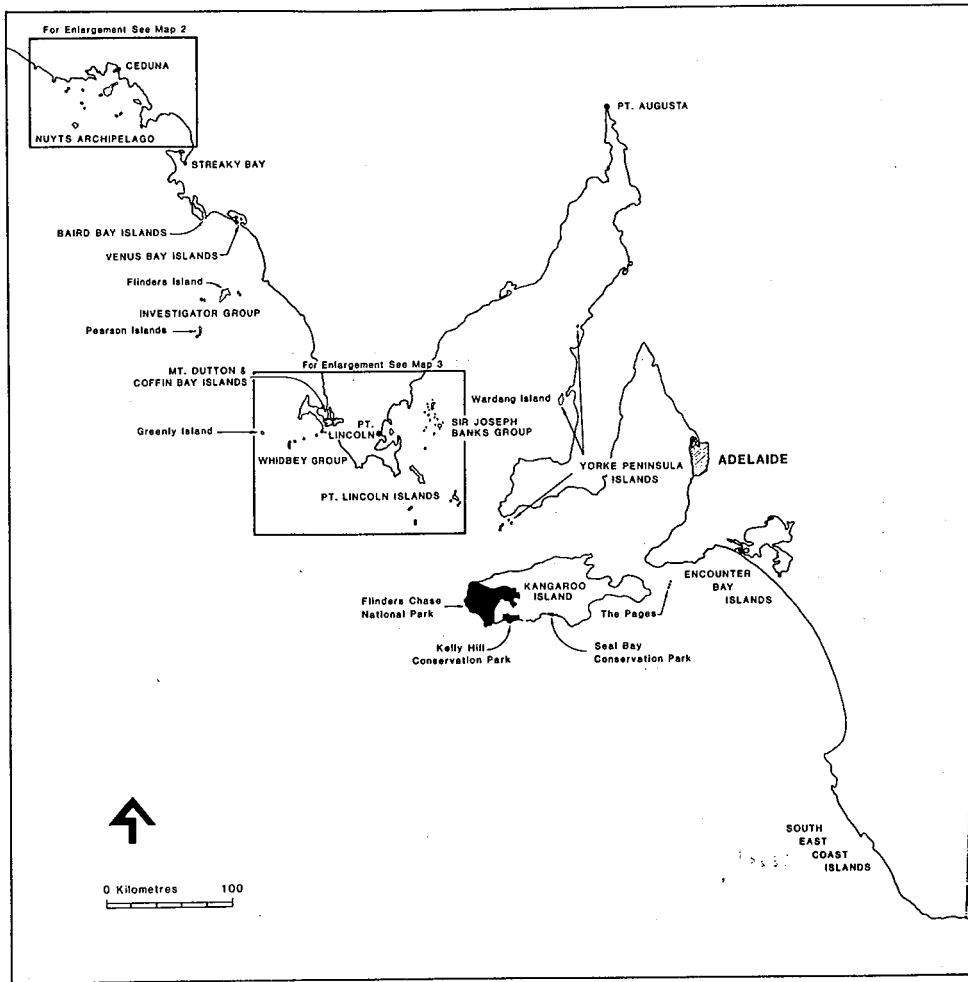 For Enlargement See Map 2
CEDUNA
NUYTS ARCHIPELAGO
PT. AUGUSTA
STREAKY BAY
BAIRD BAY ISLANDS
VENUS BAY ISLANDS
Flinders Island
INVESTIGATOR GROUP
Pearson Islands
For Enlargement See Map 3
MT. DUTTON &
COFFIN BAY ISLANDS
Wardang Island
Greenly Island
PT.
LINCOLN
SIR JOSEPH
BANKS GROUP
WHIDBEY GROUP
ADELAIDE
YORKE PENINSULA
ISLANDS
PT. LINCOLN ISLANDS
KANGAROO
ISLAND
ENCOUNTER
BAY
ISLANDS
Flinders Chase
National Park
The Pages
Kelly Hill
Conservation Park
Seal Bay
Conservation Park
SOUTH
EAST
COAST
ISLANDS
0 Kilometres 100